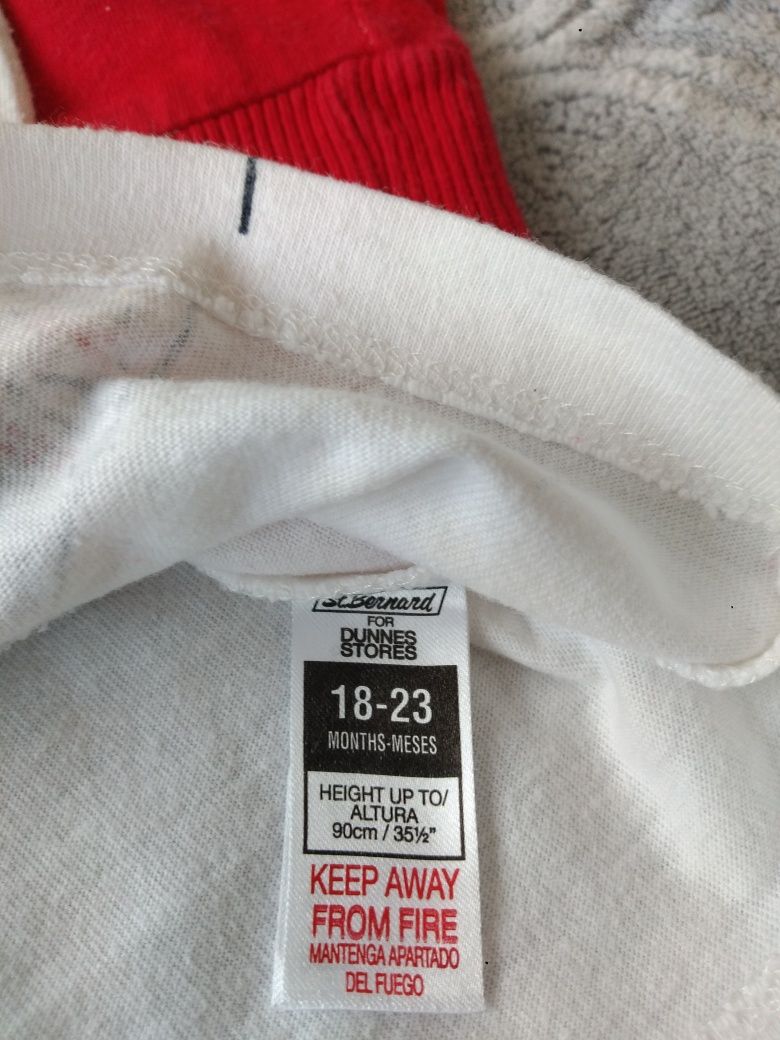 St.Bernard
FOR
DUNNES
STORES
18-23
MONTHS-MESES
HEIGHT UP TO/
ALTURA
90cm / 35½"
KEEP AWAY
FROM FIRE
MANTENGA APARTADO
DEL FUEGO